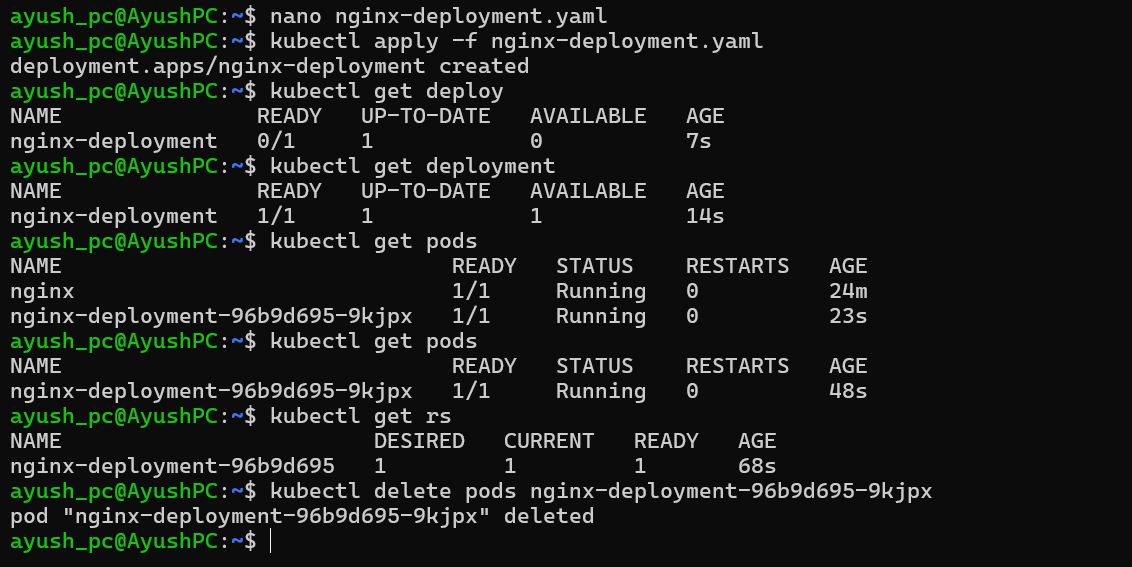 ayush_pc@AyushPC:~$ nano nginx-deployment.yaml
ayush_pc@AyushPC:~$ kubectl apply -f nginx-deployment.yaml
deployment.apps/nginx-deployment created
ayush_pc@AyushPC:~$ kubectl get deploy
NAME               READY   UP-TO-DATE   AVAILABLE   AGE
nginx-deployment   0/1     1            0           7s
ayush_pc@AyushPC:~$ kubectl get deployment
NAME               READY   UP-TO-DATE   AVAILABLE   AGE
nginx-deployment   1/1     1            1           14s
ayush_pc@AyushPC:~$ kubectl get pods
NAME                              READY   STATUS    RESTARTS   AGE
nginx                             1/1     Running   0          24m
nginx-deployment-96b9d695-9kjpx   1/1     Running   0          23s
ayush_pc@AyushPC:~$ kubectl get pods
NAME                              READY   STATUS    RESTARTS   AGE
nginx-deployment-96b9d695-9kjpx   1/1     Running   0          48s
ayush_pc@AyushPC:~$ kubectl get rs
NAME                        DESIRED   CURRENT   READY   AGE
nginx-deployment-96b9d695   1         1         1       68s
ayush_pc@AyushPC:~$ kubectl delete pods nginx-deployment-96b9d695-9kjpx
pod "nginx-deployment-96b9d695-9kjpx" deleted
ayush_pc@AyushPC:~$